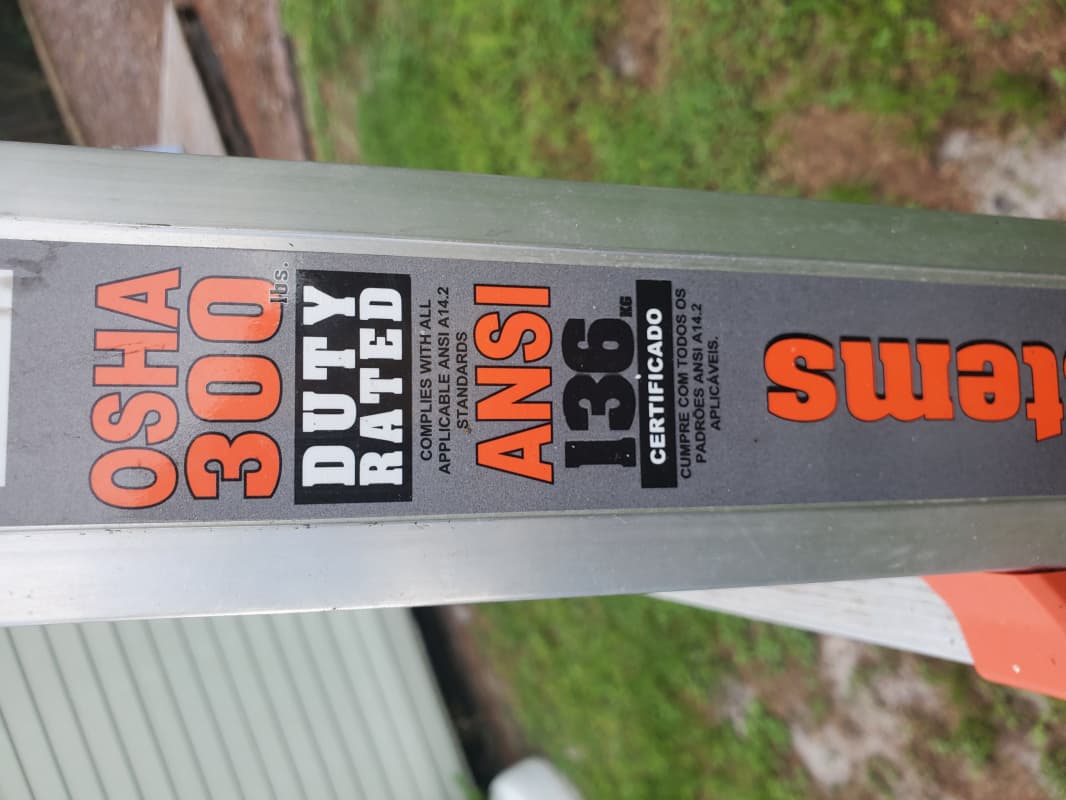 OSHA
300
lbs.
DUTY
RATED
COMPLIES WITH ALL
APPLICABLE ANSI A14.2
STANDARDS
ANSI
136
KG
CERTIFICADO
CUMPRE COM TODOS OS
PADRÕES ANSI A14.2
APLICÁVEIS.
tems